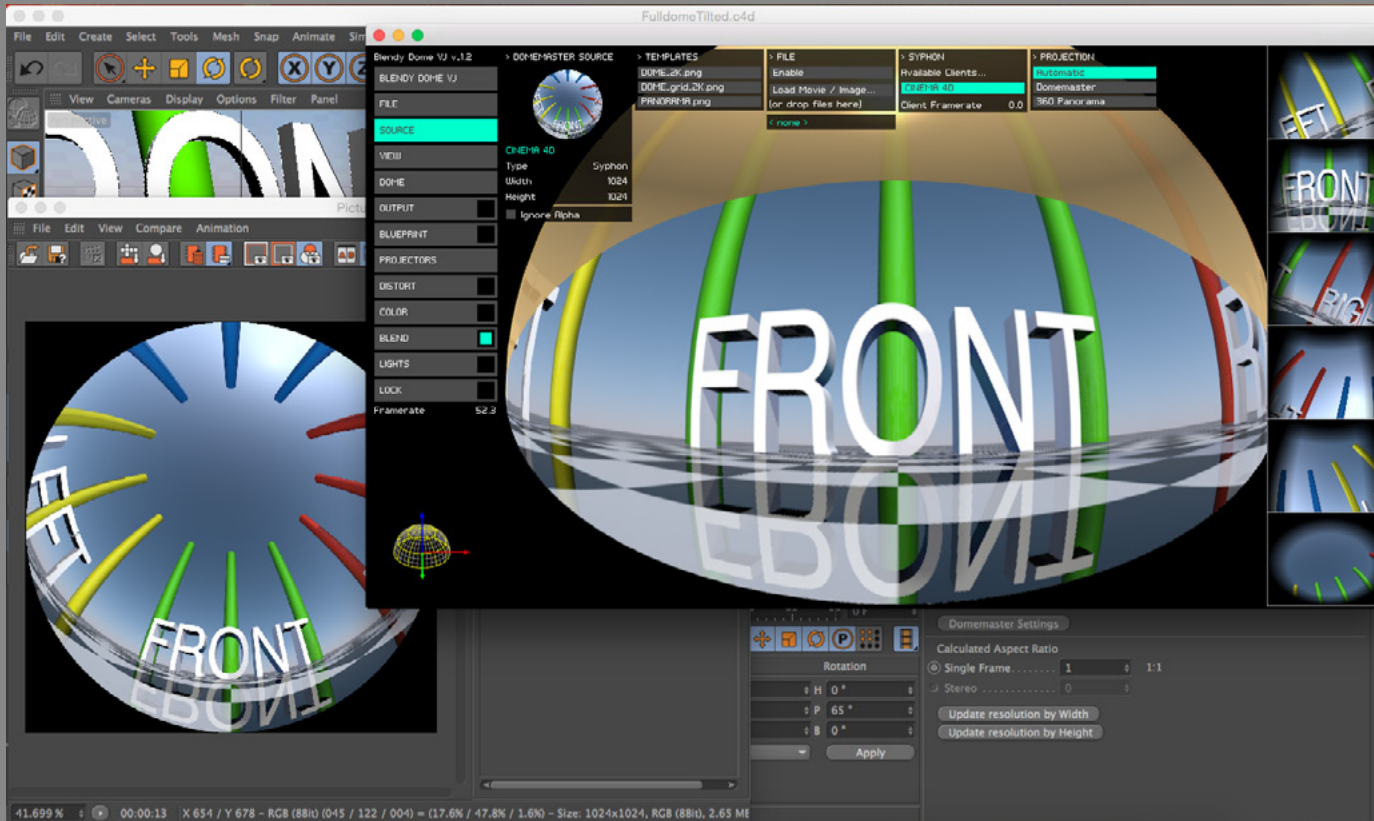 FulldomeTilted.c4d
File Edit Create Select Tools Mesh Snap Animate
X Y
View Cameras Display Options Filter Panel
Perspective
Blendy Dome VJ v.1.2
BLENDY DOME VJ
FILE
SOURCE
VIEW
DOME
OUTPUT
BLUEPRINT
PROJECTORS
DISTORT
COLOR
BLEND
LIGHTS
LOCK
Framerate 52.3
> DOMEMASTER SOURCE
FRONT
CINEMA 4D
Type Syphon
Width 1024
Height 1024
Ignore Alpha
> TEMPLATES
DOME_2K.png
DOME_grid_2K.png
PANORAMA.png
> FILE
Enable
Load Movie / Image...
(or drop files here)
< none >
> SYPHON
Available Clients...
CINEMA 4D
Client Framerate 0.0
> PROJECTION
Automatic
Domemaster
360 Panorama
FRONT
FRONT
File Edit View Compare Animation
FRONT
P
Rotation
H 0 °
P 65 °
B 0 °
Apply
Domemaster Settings
Calculated Aspect Ratio
Single Frame....... 1 1:1
Stereo ............ 0
Update resolution by Width
Update resolution by Height
41.699 % 00:00:13 X 654 / Y 678 - RGB (8Bit) (045 / 122 / 004) = (17.6% / 47.8% / 1.6%) - Size: 1024x1024, RGB (8Bit), 2.65